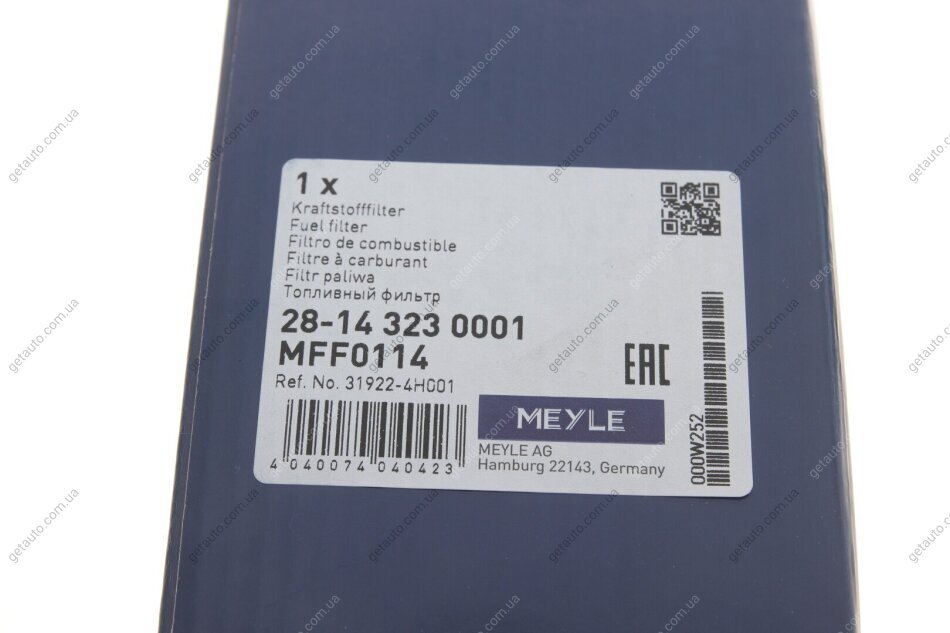 1 x
Kraftstofffilter
Fuel filter
Filtro de combustible
Filtre à carburant
Filtr paliwa
Топливный фильтр
28-14 323 0001
MFF0114
Ref. No. 31922-4H001
EAC
MEYLE
MEYLE AG
Hamburg 22143, Germany
4 040074 040423
000W252
getauto.com.ua